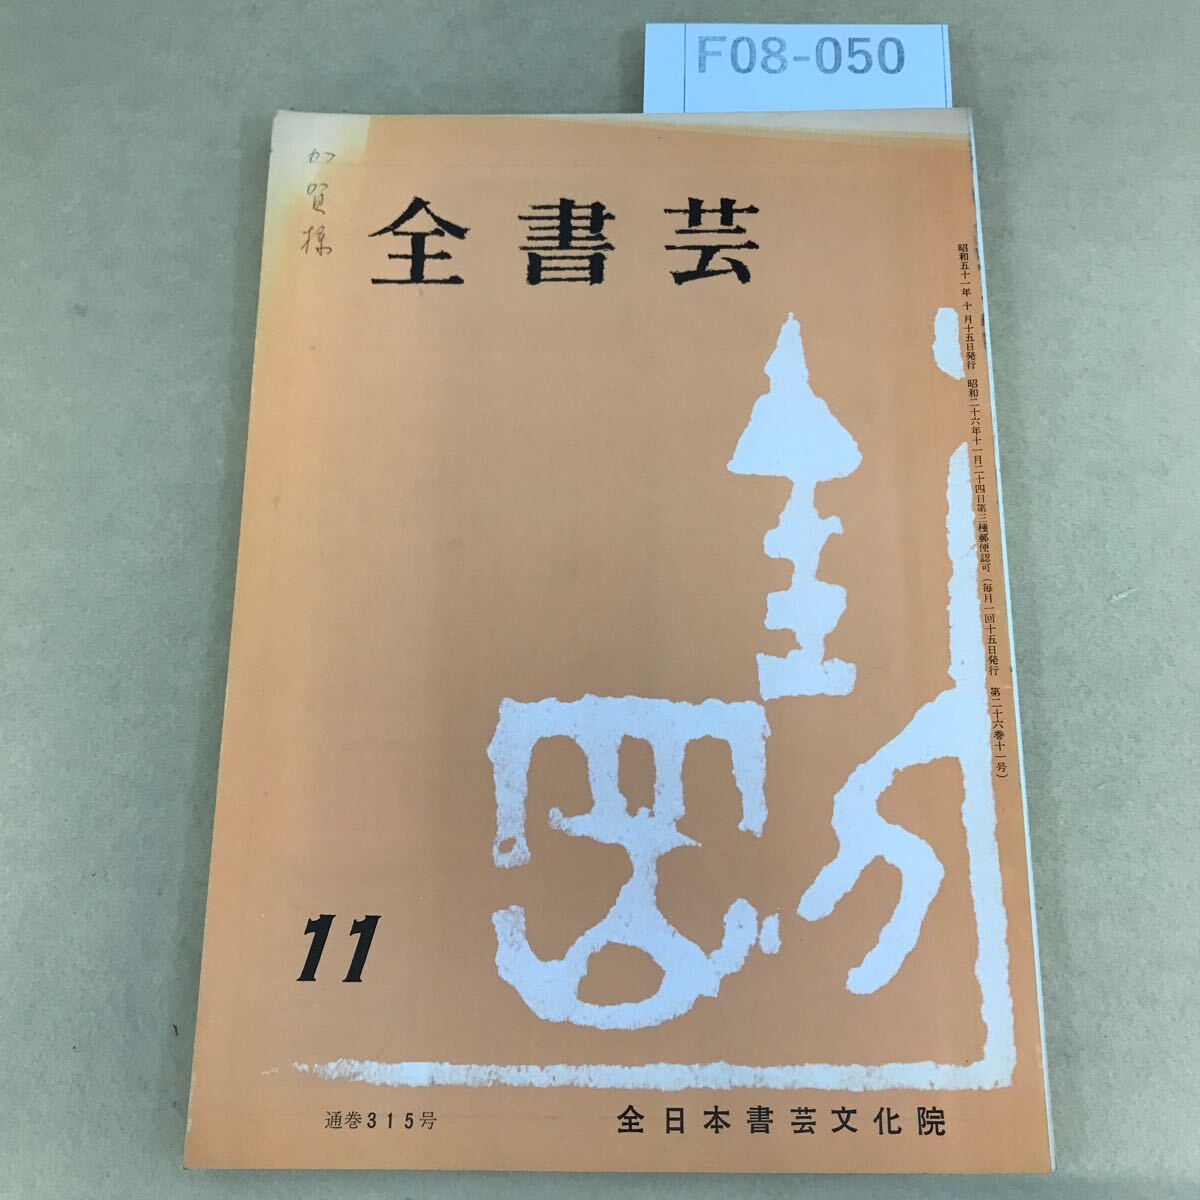 F08-050
か賀様
全書芸
昭和五十一年十月十五日発行 昭和二十六年十一月二十四日第三種郵便認可(毎月一回十五日発行 第二十六巻十一号)
11
通巻315号
全日本書芸文化院